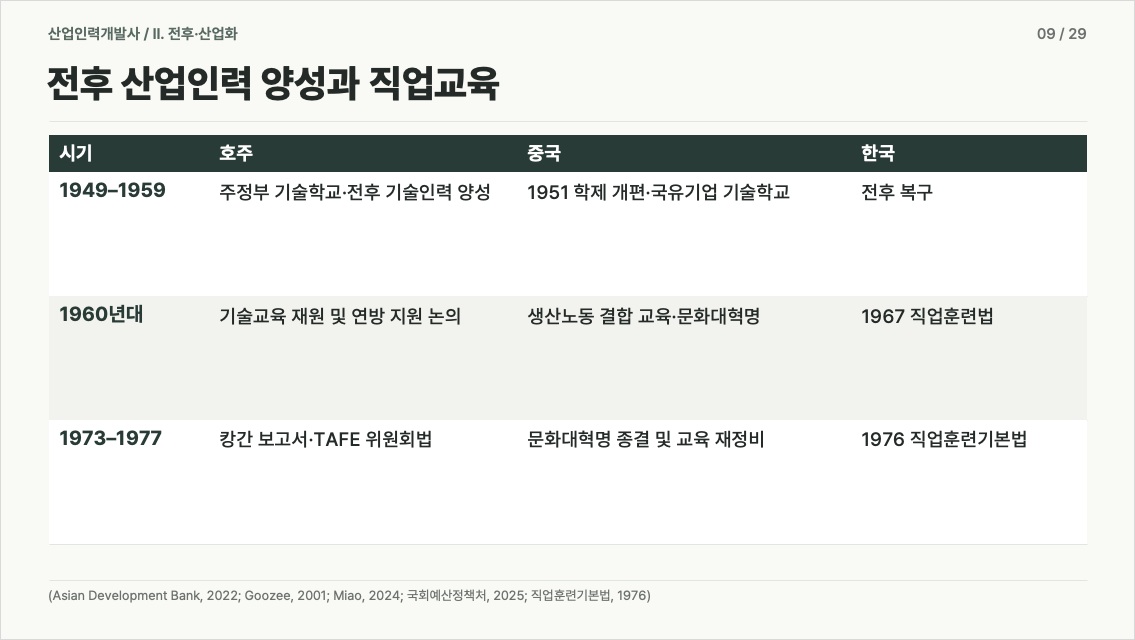 산업인력개발사 / II. 전후·산업화
09 / 29
전후 산업인력 양성과 직업교육
시기 호주 중국 한국
1949–1959 주정부 기술학교·전후 기술인력 양성 1951 학제 개편·국유기업 기술학교 전후 복구
1960년대 기술교육 재원 및 연방 지원 논의 생산노동 결합 교육·문화대혁명 1967 직업훈련법
1973–1977 캉간 보고서·TAFE 위원회법 문화대혁명 종결 및 교육 재정비 1976 직업훈련기본법
(Asian Development Bank, 2022; Goozee, 2001; Miao, 2024; 국회예산정책처, 2025; 직업훈련기본법, 1976)